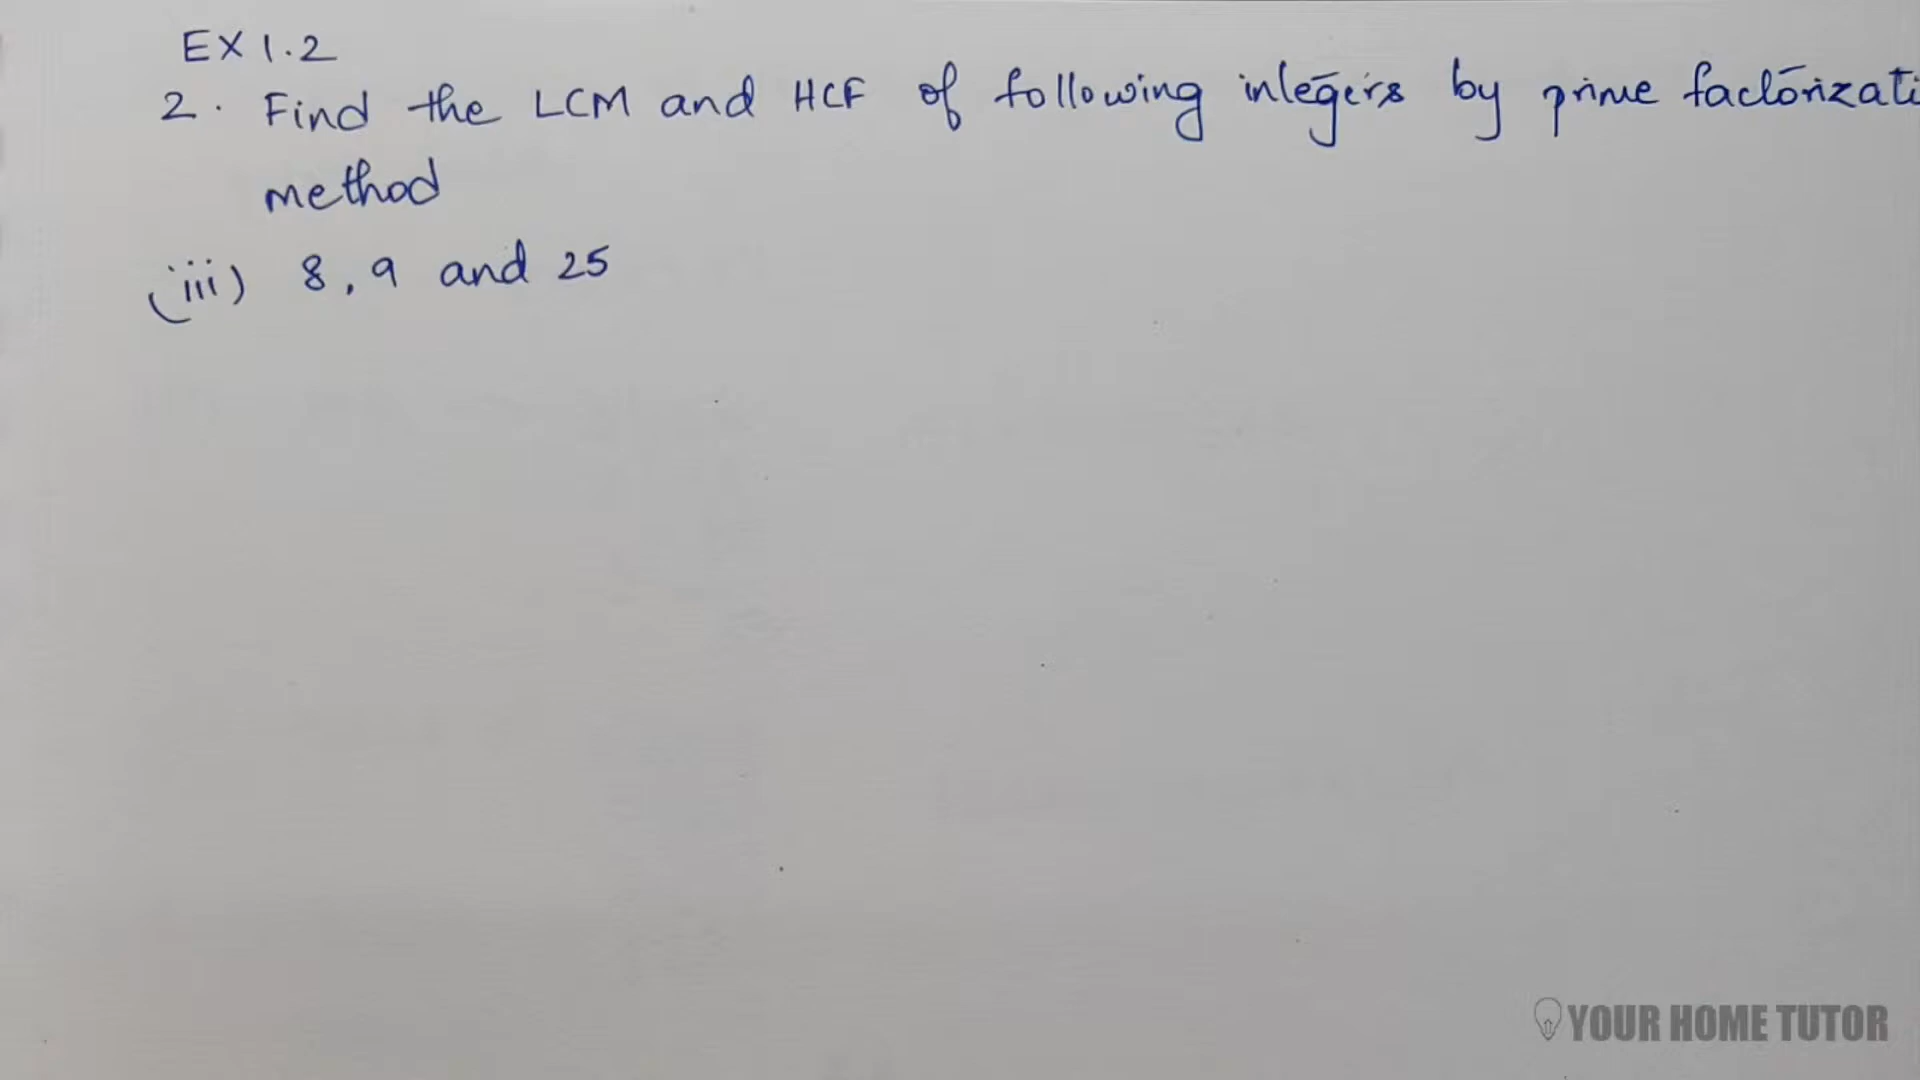 EX 1.2
2. Find the LCM and HCF of following integers by prime factorizati
method
(iii) 8, 9 and 25
YOUR HOME TUTOR